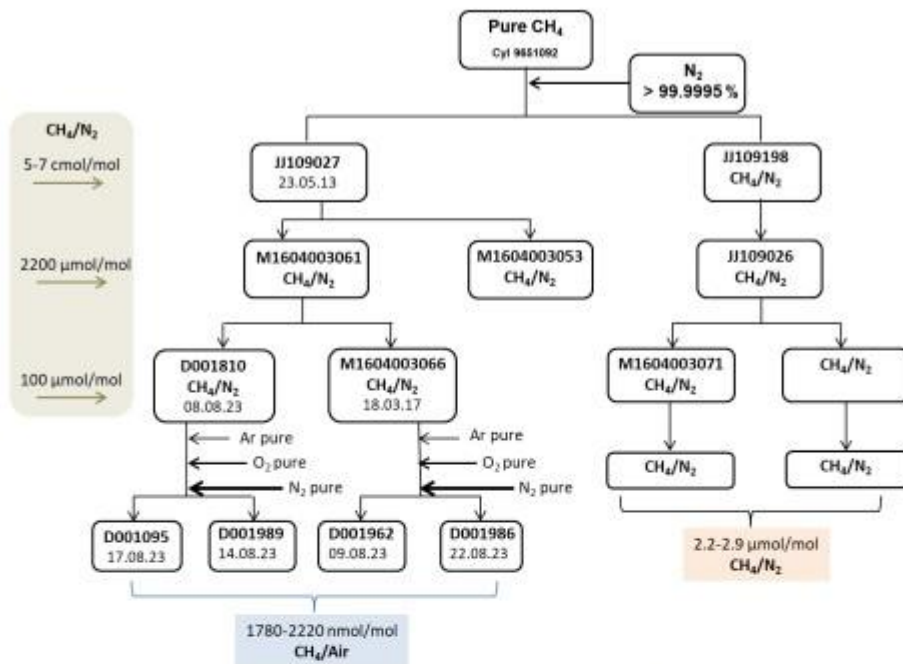 Pure CH₄
Cyl 9651092
N₂
> 99.9995 %
CH₄/N₂
5-7 cmol/mol
2200 µmol/mol
100 µmol/mol
JJ109027
23.05.13
JJ109198
CH₄/N₂
M1604003061
CH₄/N₂
M1604003053
CH₄/N₂
JJ109026
CH₄/N₂
D001810
CH₄/N₂
08.08.23
M1604003066
CH₄/N₂
18.03.17
M1604003071
CH₄/N₂
CH₄/N₂
Ar pure
O₂ pure
N₂ pure
Ar pure
O₂ pure
N₂ pure
CH₄/N₂
CH₄/N₂
D001095
17.08.23
D001989
14.08.23
D001962
09.08.23
D001986
22.08.23
2.2-2.9 µmol/mol
CH₄/N₂
1780-2220 nmol/mol
CH₄/Air